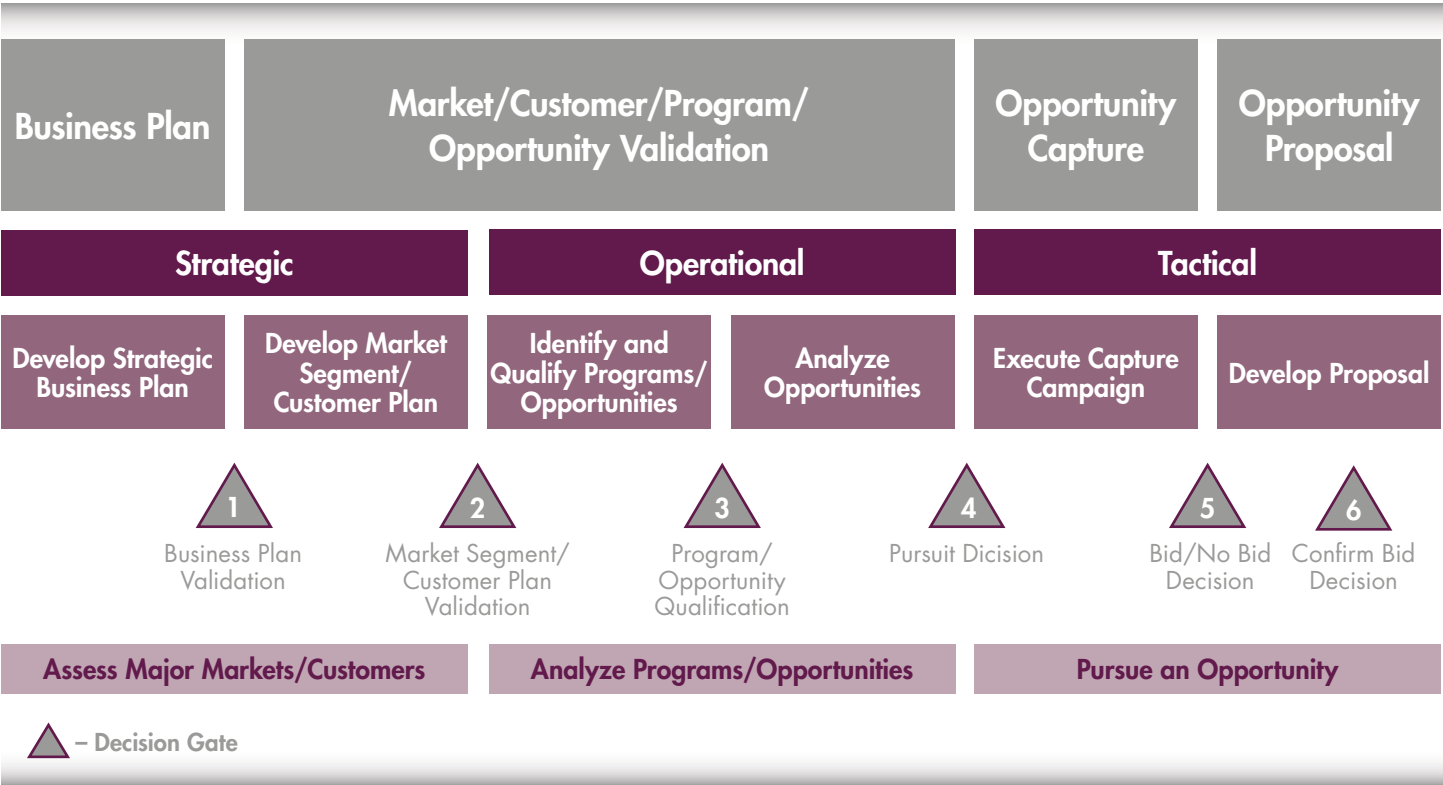 Business Plan
Market/Customer/Program/
Opportunity Validation
Opportunity
Capture
Opportunity
Proposal
Strategic
Operational
Tactical
Develop Strategic
Business Plan
Develop Market
Segment/
Customer Plan
Identify and
Qualify Programs/
Opportunities
Analyze
Opportunities
Execute Capture
Campaign
Develop Proposal
1
Business Plan
Validation
2
Market Segment/
Customer Plan
Validation
3
Program/
Opportunity
Qualification
4
Pursuit Dicision
5
Bid/No Bid
Decision
6
Confirm Bid
Decision
Assess Major Markets/Customers
Analyze Programs/Opportunities
Pursue an Opportunity
– Decision Gate